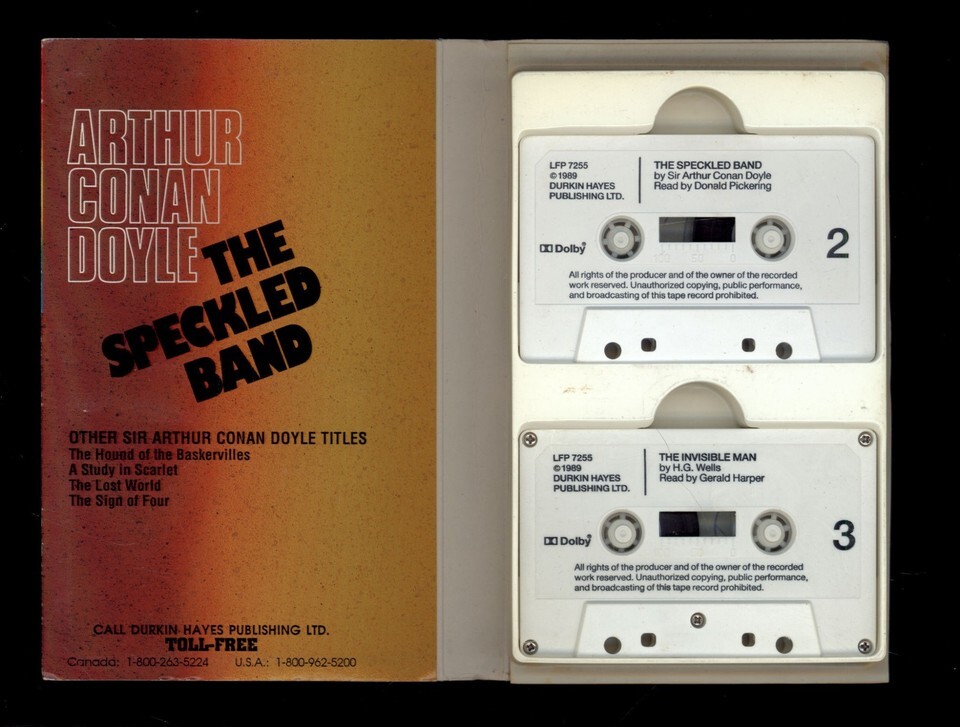 ARTHUR
CONAN
DOYLE
THE
SPECKLED
BAND
OTHER SIR ARTHUR CONAN DOYLE TITLES
The Hound of the Baskervilles
A Study in Scarlet
The Lost World
The Sign of Four
CALL DURKIN HAYES PUBLISHING LTD.
TOLL-FREE
Canada: 1-800-263-5224 U.S.A.: 1-800-962-5200
LFP 7255
©1989
DURKIN HAYES
PUBLISHING LTD.
THE SPECKLED BAND
by Sir Arthur Conan Doyle
Read by Donald Pickering
Dolby®
100 50 0
2
All rights of the producer and of the owner of the recorded
work reserved. Unauthorized copying, public performance,
and broadcasting of this tape record prohibited.
LFP 7255
©1989
DURKIN HAYES
PUBLISHING LTD.
THE INVISIBLE MAN
by H.G. Wells
Read by Gerald Harper
Dolby®
3
All rights of the producer and of the owner of the recorded
work reserved. Unauthorized copying, public performance,
and broadcasting of this tape record prohibited.